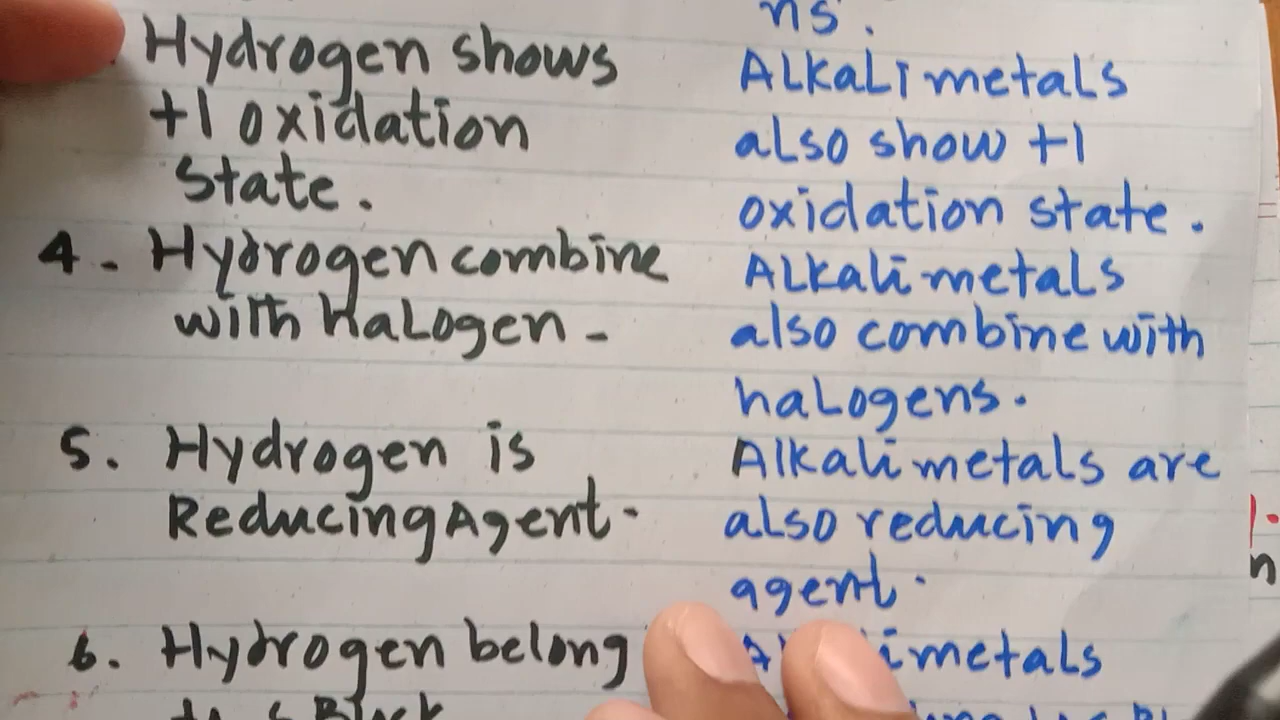 Hydrogen shows
+1 oxidation
State.
4. Hydrogen combine
with Halogen -
5. Hydrogen is
Reducing Agent.
6. Hydrogen belong
to S Block
ns.
Alkali metals
also show +1
oxidation state.
Alkali metals
also combine with
halogens.
Alkali metals are
also reducing
agent.
metals